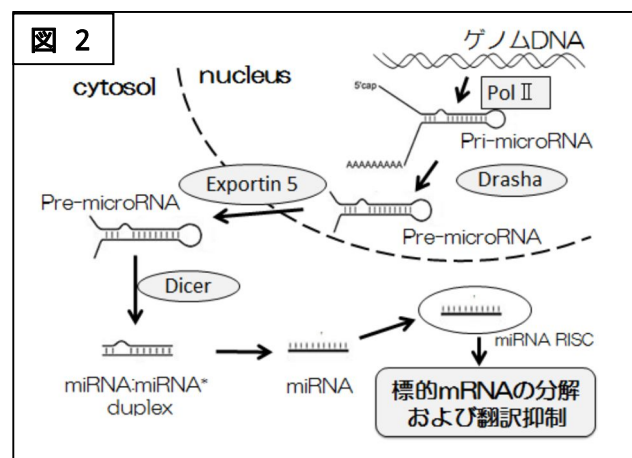 図 2
ゲノムDNA
cytosol
nucleus
Pol Ⅱ
5'cap
Pri-microRNA
AAAAAAAAA
Drasha
Exportin 5
Pre-microRNA
Pre-microRNA
Dicer
miRNA:miRNA*
duplex
miRNA
miRNA RISC
標的mRNAの分解
および翻訳抑制